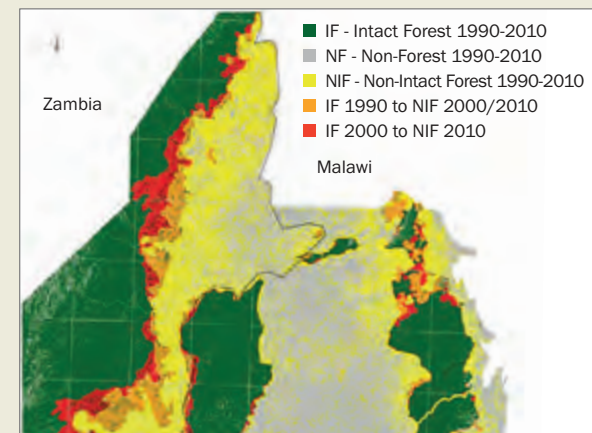 IF - Intact Forest 1990-2010
NF - Non-Forest 1990-2010
NIF - Non-Intact Forest 1990-2010
IF 1990 to NIF 2000/2010
IF 2000 to NIF 2010
Zambia
Malawi